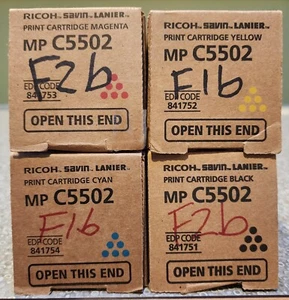 RICOH SAVIN LANIER
PRINT CARTRIDGE MAGENTA
MP C5502
F2b
EDP CODE
841753
OPEN THIS END
RICOH SAVIN LANIER
PRINT CARTRIDGE YELLOW
MP C5502
F1b
EDP CODE
841752
OPEN THIS END
RICOH SAVIN LANIER
PRINT CARTRIDGE CYAN
MP C5502
F1b
EDP CODE
841754
OPEN THIS END
RICOH SAVIN LANIER
PRINT CARTRIDGE BLACK
MP C5502
F2b
EDP CODE
841751
OPEN THIS END